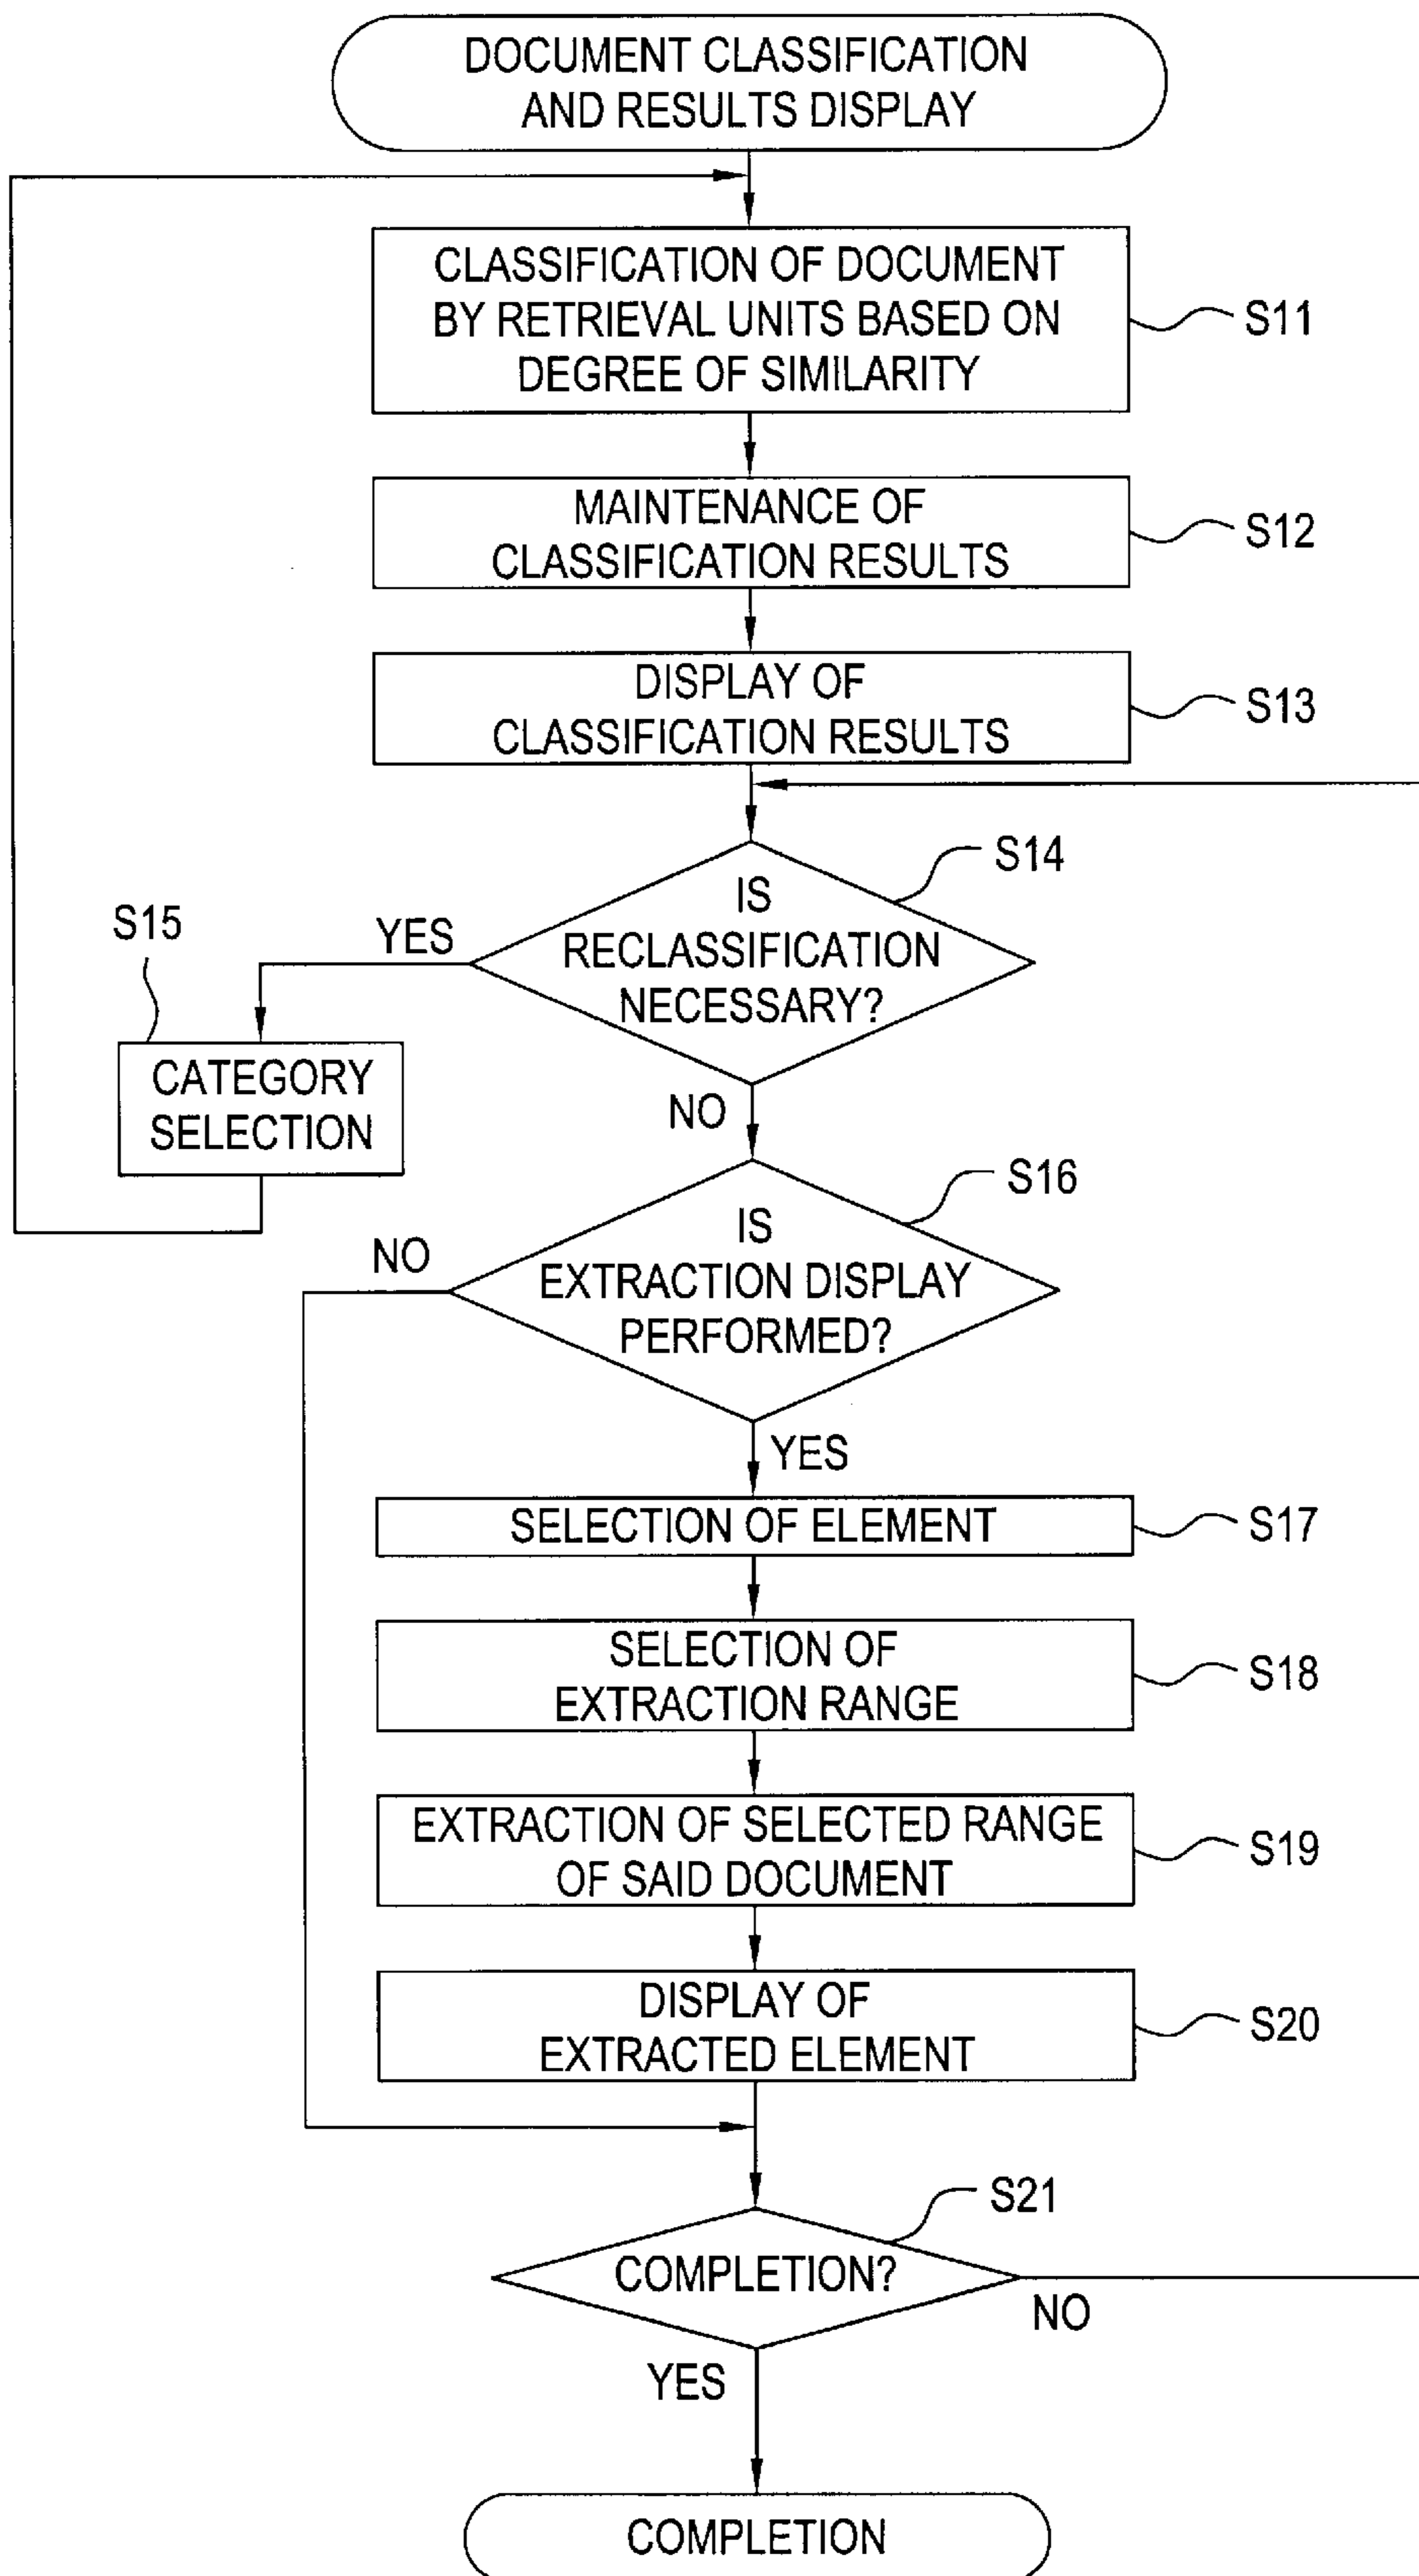 DOCUMENT CLASSIFICATION
AND RESULTS DISPLAY
CLASSIFICATION OF DOCUMENT
BY RETRIEVAL UNITS BASED ON
DEGREE OF SIMILARITY
S11
MAINTENANCE OF
CLASSIFICATION RESULTS
S12
DISPLAY OF
CLASSIFICATION RESULTS
S13
S14
IS
RECLASSIFICATION
NECESSARY?
YES
S15
CATEGORY
SELECTION
NO
S16
IS
EXTRACTION DISPLAY
PERFORMED?
NO
YES
SELECTION OF ELEMENT
S17
SELECTION OF
EXTRACTION RANGE
S18
EXTRACTION OF SELECTED RANGE
OF SAID DOCUMENT
S19
DISPLAY OF
EXTRACTED ELEMENT
S20
S21
COMPLETION?
NO
YES
COMPLETION